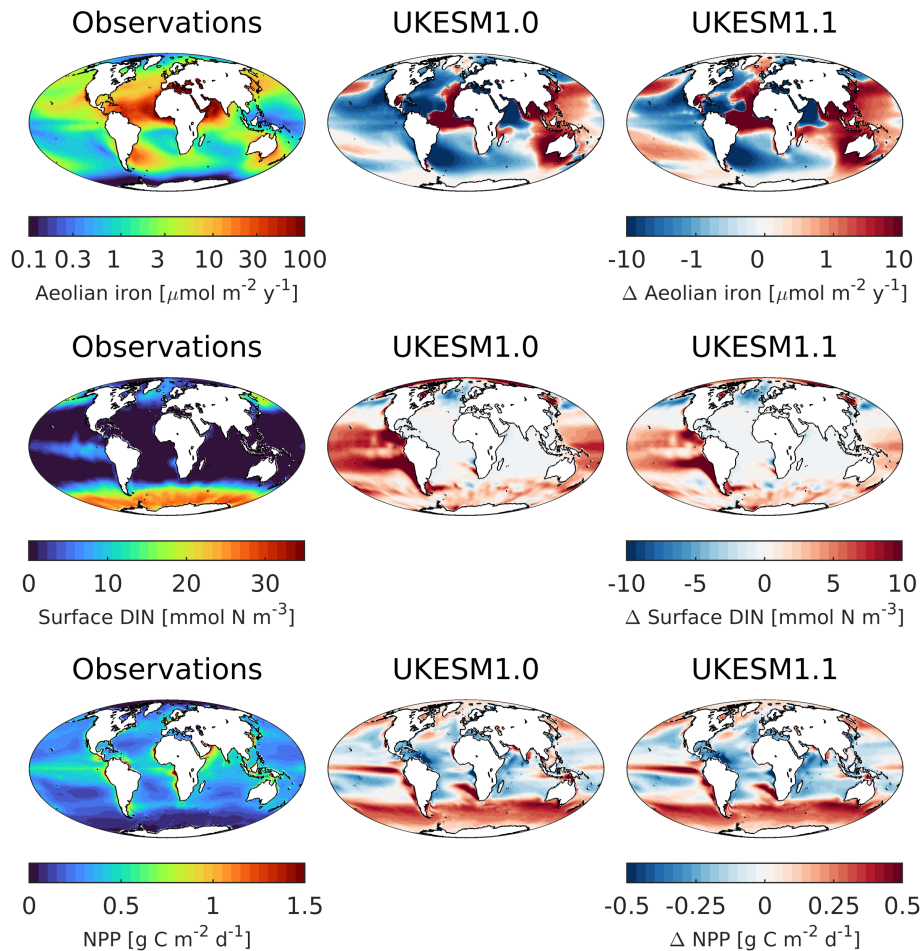 Observations UKESM1.0 UKESM1.1
0.1 0.3 1 3 10 30 100 -10 -1 0 1 10
Aeolian iron [μmol m⁻² y⁻¹] Δ Aeolian iron [μmol m⁻² y⁻¹]
Observations UKESM1.0 UKESM1.1
0 10 20 30 -10 -5 0 5 10
Surface DIN [mmol N m⁻³] Δ Surface DIN [mmol N m⁻³]
Observations UKESM1.0 UKESM1.1
0 0.5 1 1.5 -0.5 -0.25 0 0.25 0.5
NPP [g C m⁻² d⁻¹] Δ NPP [g C m⁻² d⁻¹]